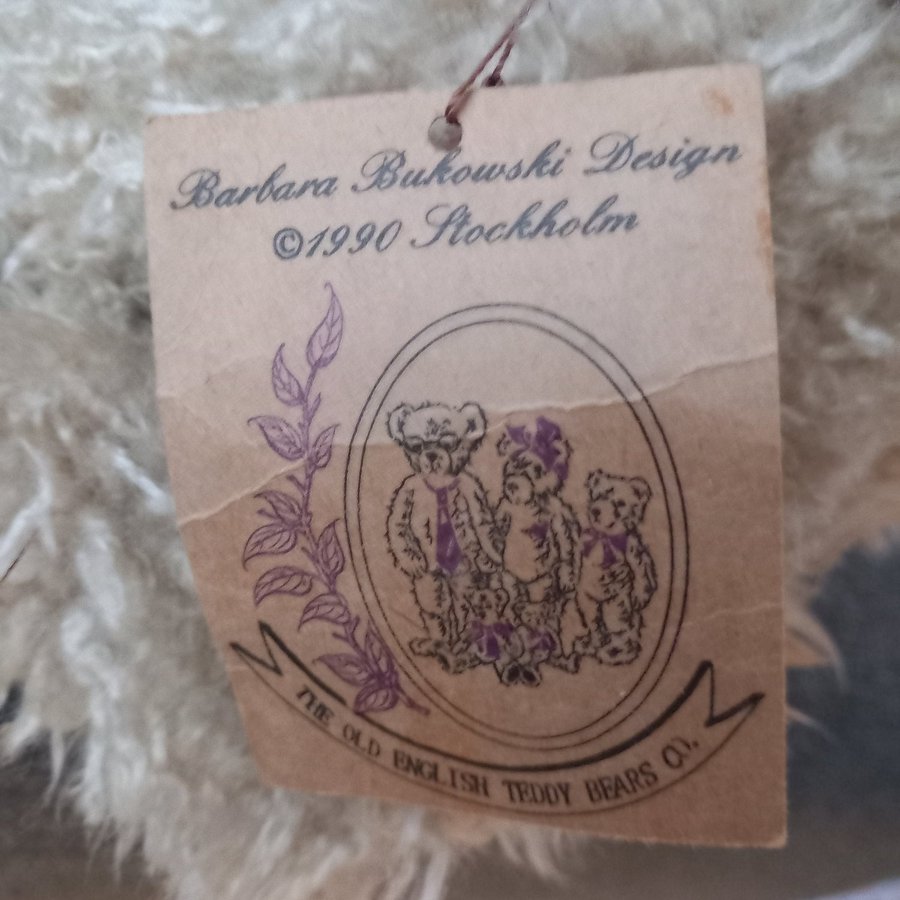 Barbara Bukowski Design
©1990 Stockholm
THE OLD ENGLISH TEDDY BEARS CO.